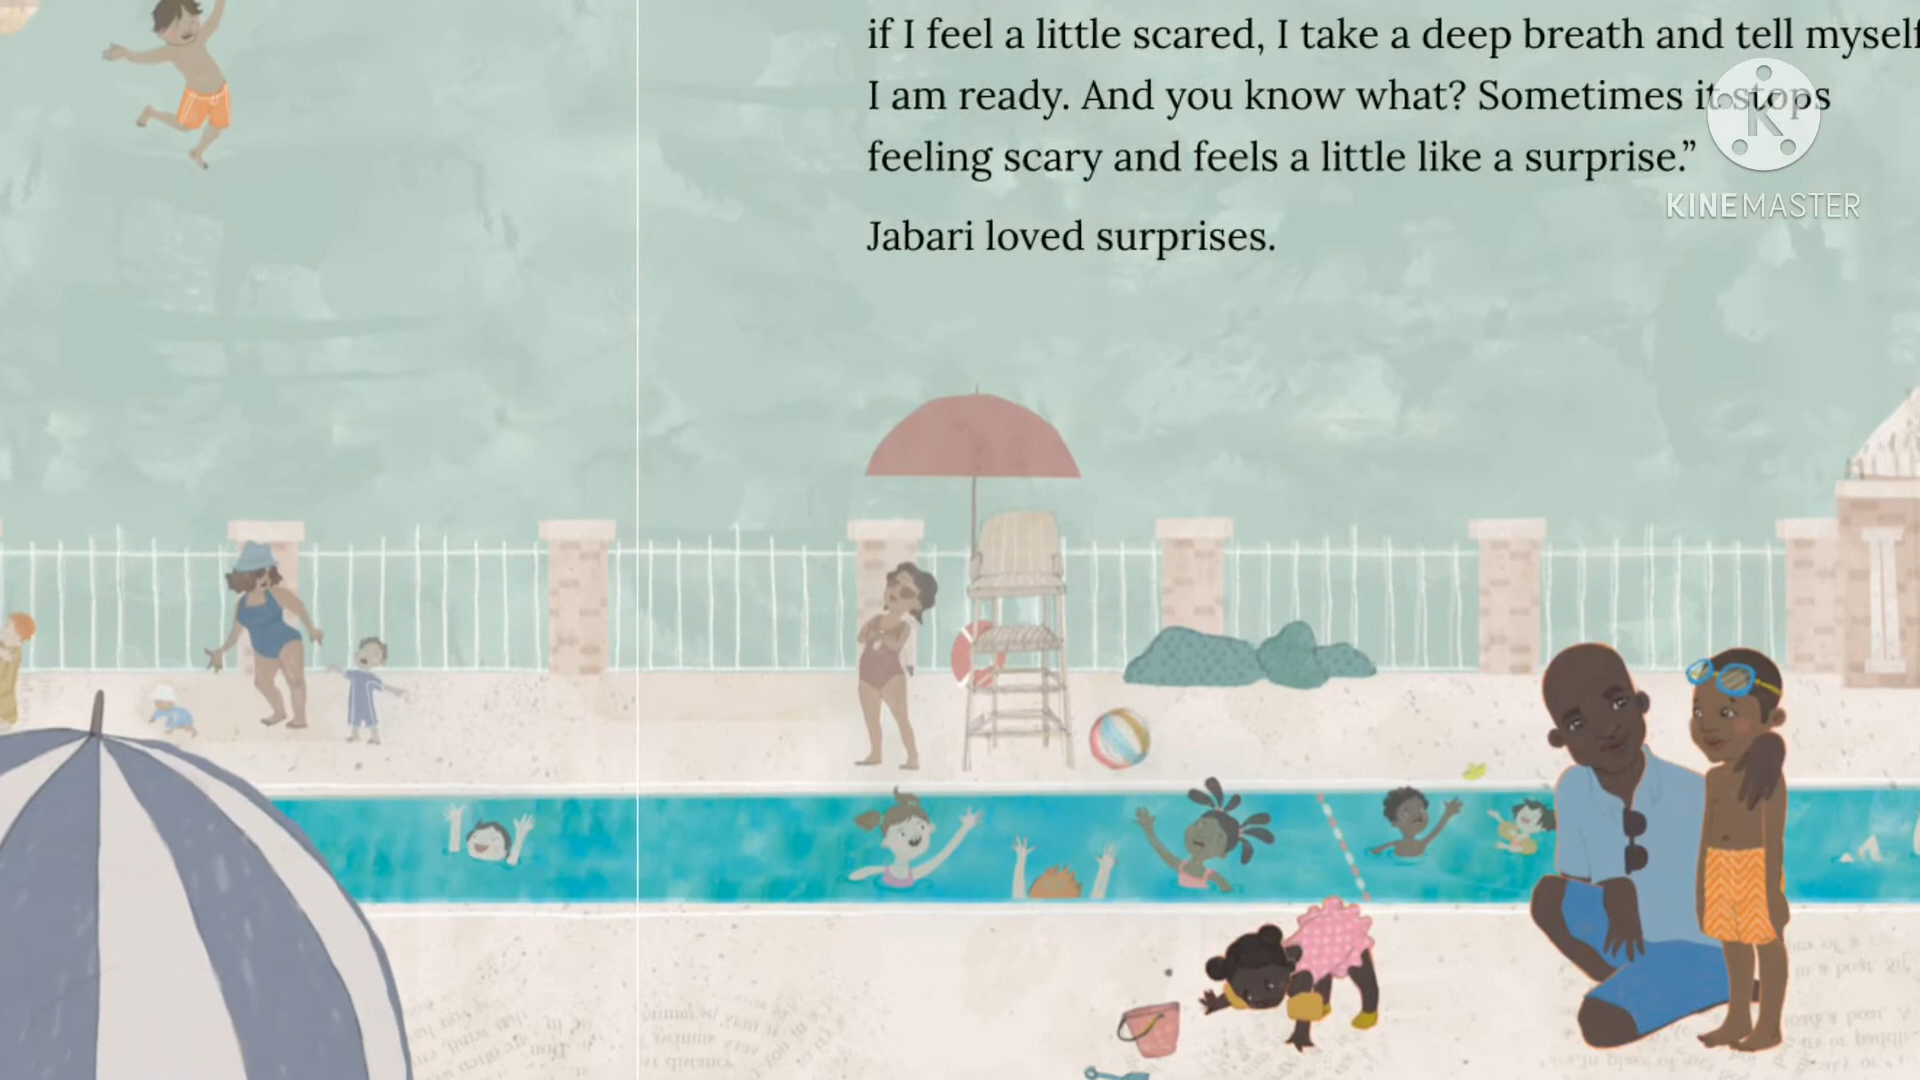 if I feel a little scared, I take a deep breath and tell myself
I am ready. And you know what? Sometimes it stops
feeling scary and feels a little like a surprise.”
KINEMASTER
Jabari loved surprises.